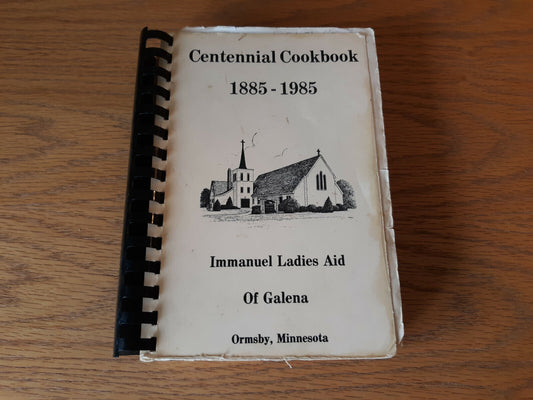 Centennial Cookbook
1885 - 1985
Immanuel Ladies Aid
Of Galena
Ormsby, Minnesota